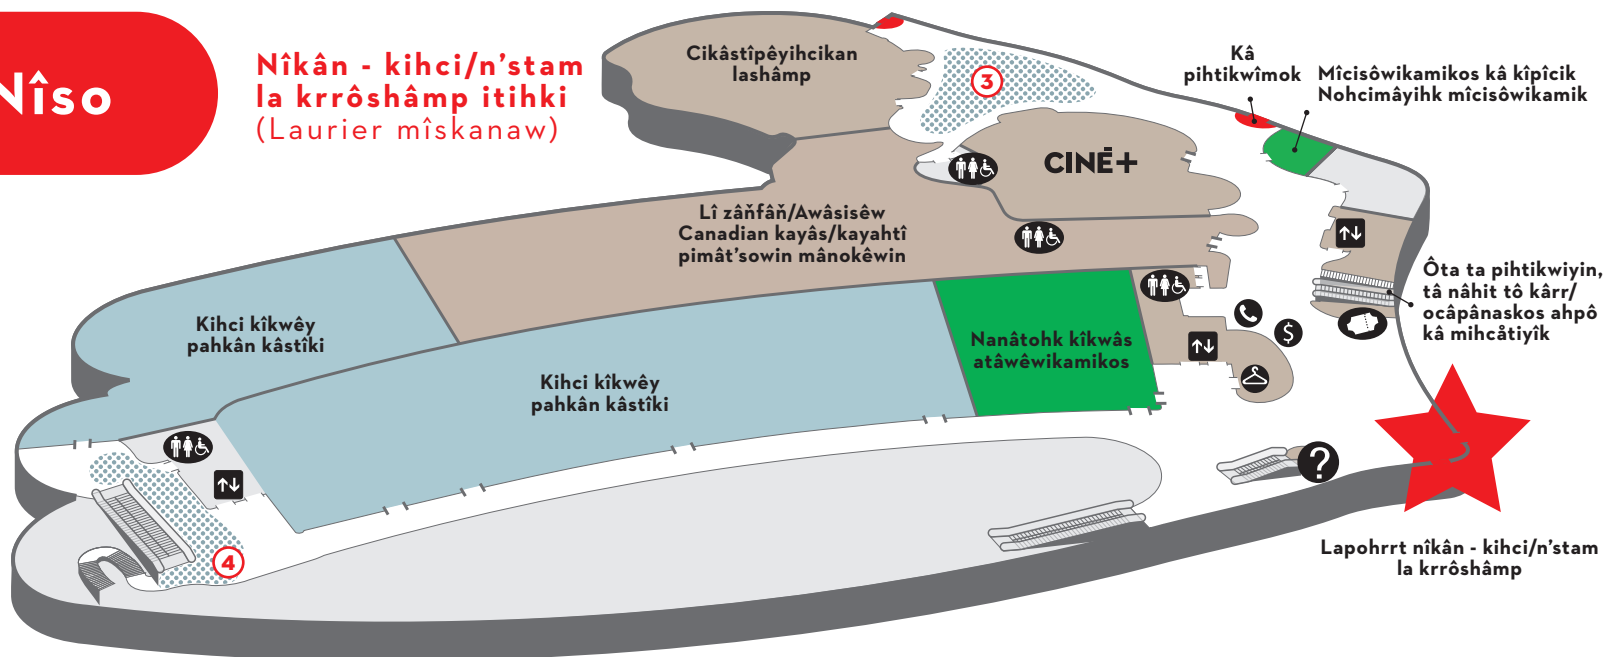 Nîso
Nîkân - kihci/n'stam
la krrôshâmp itihki
(Laurier mîskanaw)
Cikâstîpêyihcikan
lashâmp
3
Kâ
pihtikwîmok
Mîcisôwikamikos kâ kîpîcik
Nohcimâyihk mîcisôwikamik
CINÉ+
Lî zâňfâň/Awâsisêw
Canadian kayâs/kayahtî
pimât'sowin mânokêwin
Ôta ta pihtikwiyin,
tâ nâhit tô kârr/
ocâpânaskos ahpô
kâ mihcåtiyîk
Kihci kîkwêy
pahkân kâstîki
Nanâtohk kîkwâs
atâwêwikamikos
$
Kihci kîkwêy
pahkân kâstîki
?
4
Lapohrrt nîkân - kihci/n'stam
la krrôshâmp